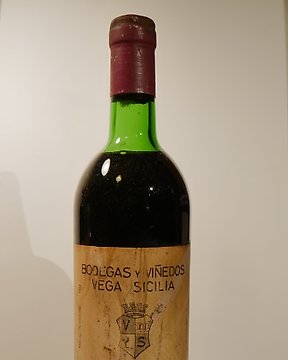 BODEGAS Y VIÑEDOS
VEGA SICILIA
V
S